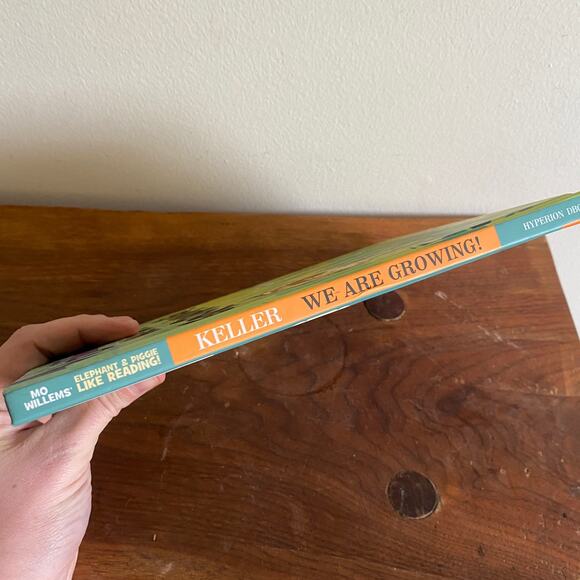 MO
WILLEMS'
ELEPHANT & PIGGIE
LIKE READING!
KELLER
WE ARE GROWING!
HYPERION